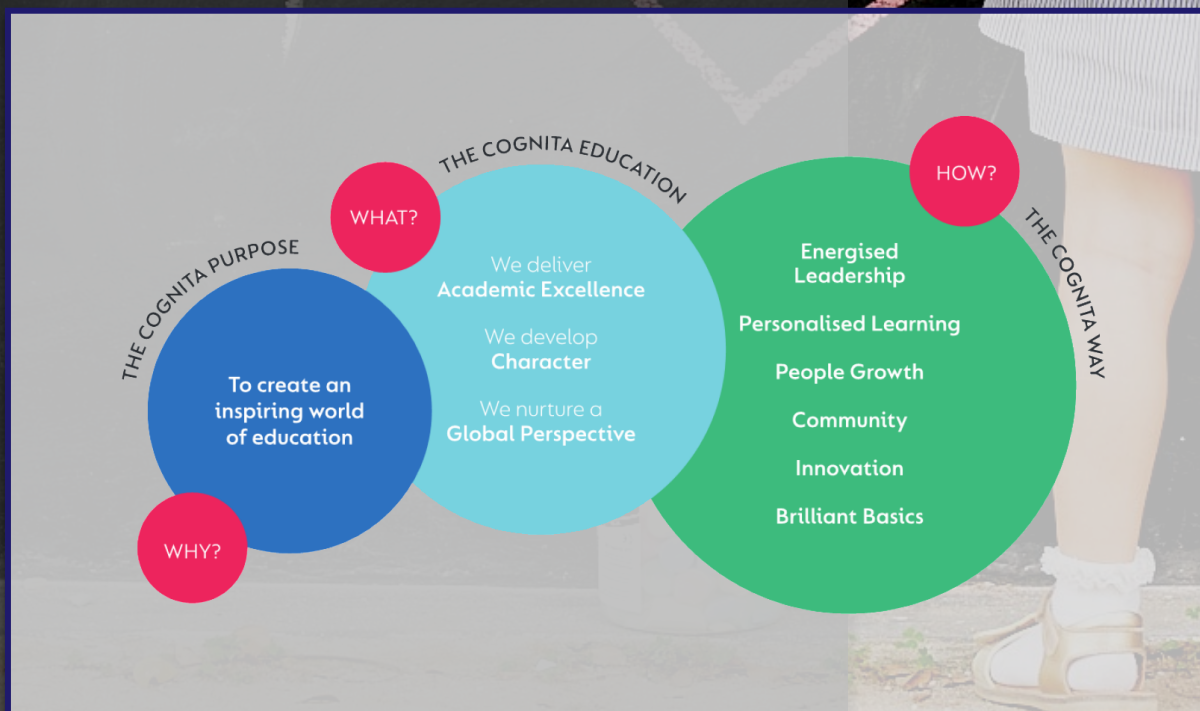 THE COGNITA PURPOSE
To create an
inspiring world
of education
WHY?
WHAT?
THE COGNITA EDUCATION
We deliver
Academic Excellence
We develop
Character
We nurture a
Global Perspective
HOW?
THE COGNITA WAY
Energised
Leadership
Personalised Learning
People Growth
Community
Innovation
Brilliant Basics